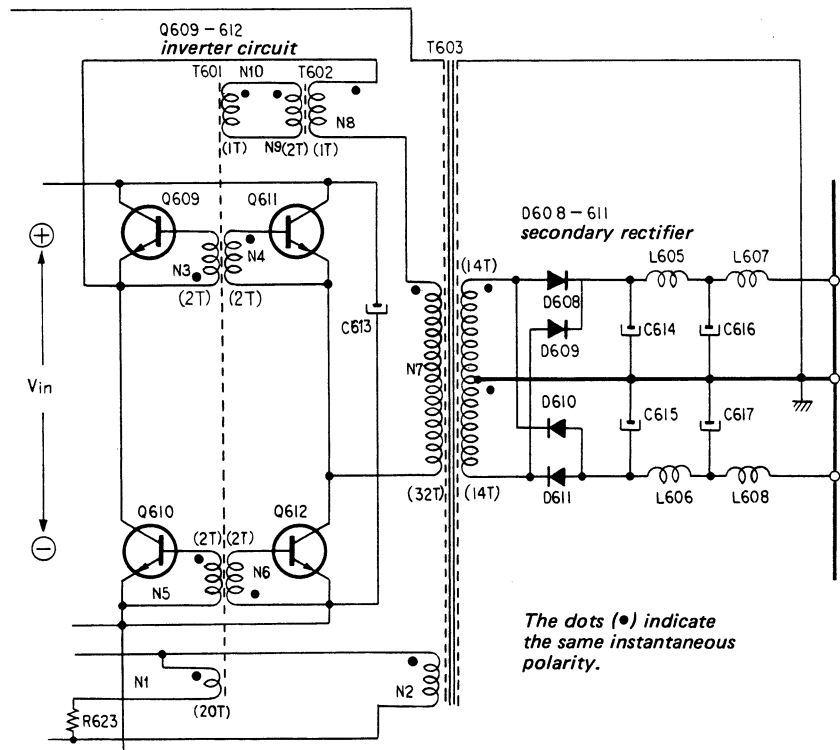 Q609-612
inverter circuit
T603
T601
N10
T602
N8
(1T)
N9
(2T)
(1T)
Q609
Q611
D608-611
secondary rectifier
N3
N4
(2T)
(2T)
(14T)
L605
L607
D608
C613
D609
C614
C616
N7
Vin
D610
C615
C617
(32T)
(14T)
D611
L606
L608
Q610
(2T)
(2T)
Q612
N5
N6
The dots (●) indicate
the same instantaneous
polarity.
N1
(20T)
N2
R623